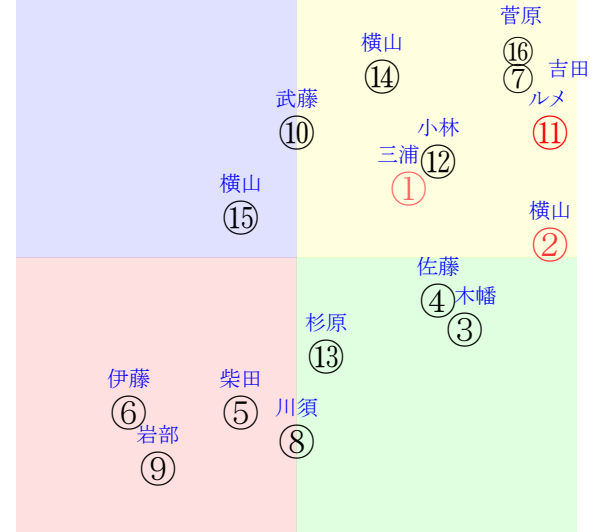 菅原
⑯
横山
⑭
吉田
⑦
武藤
⑩
ルメ
⑪
小林
⑫
三浦
①
横山
⑮
横山
②
佐藤
④
木幡
③
杉原
⑬
伊藤
⑥
柴田
⑤
川須
⑧
岩部
⑨